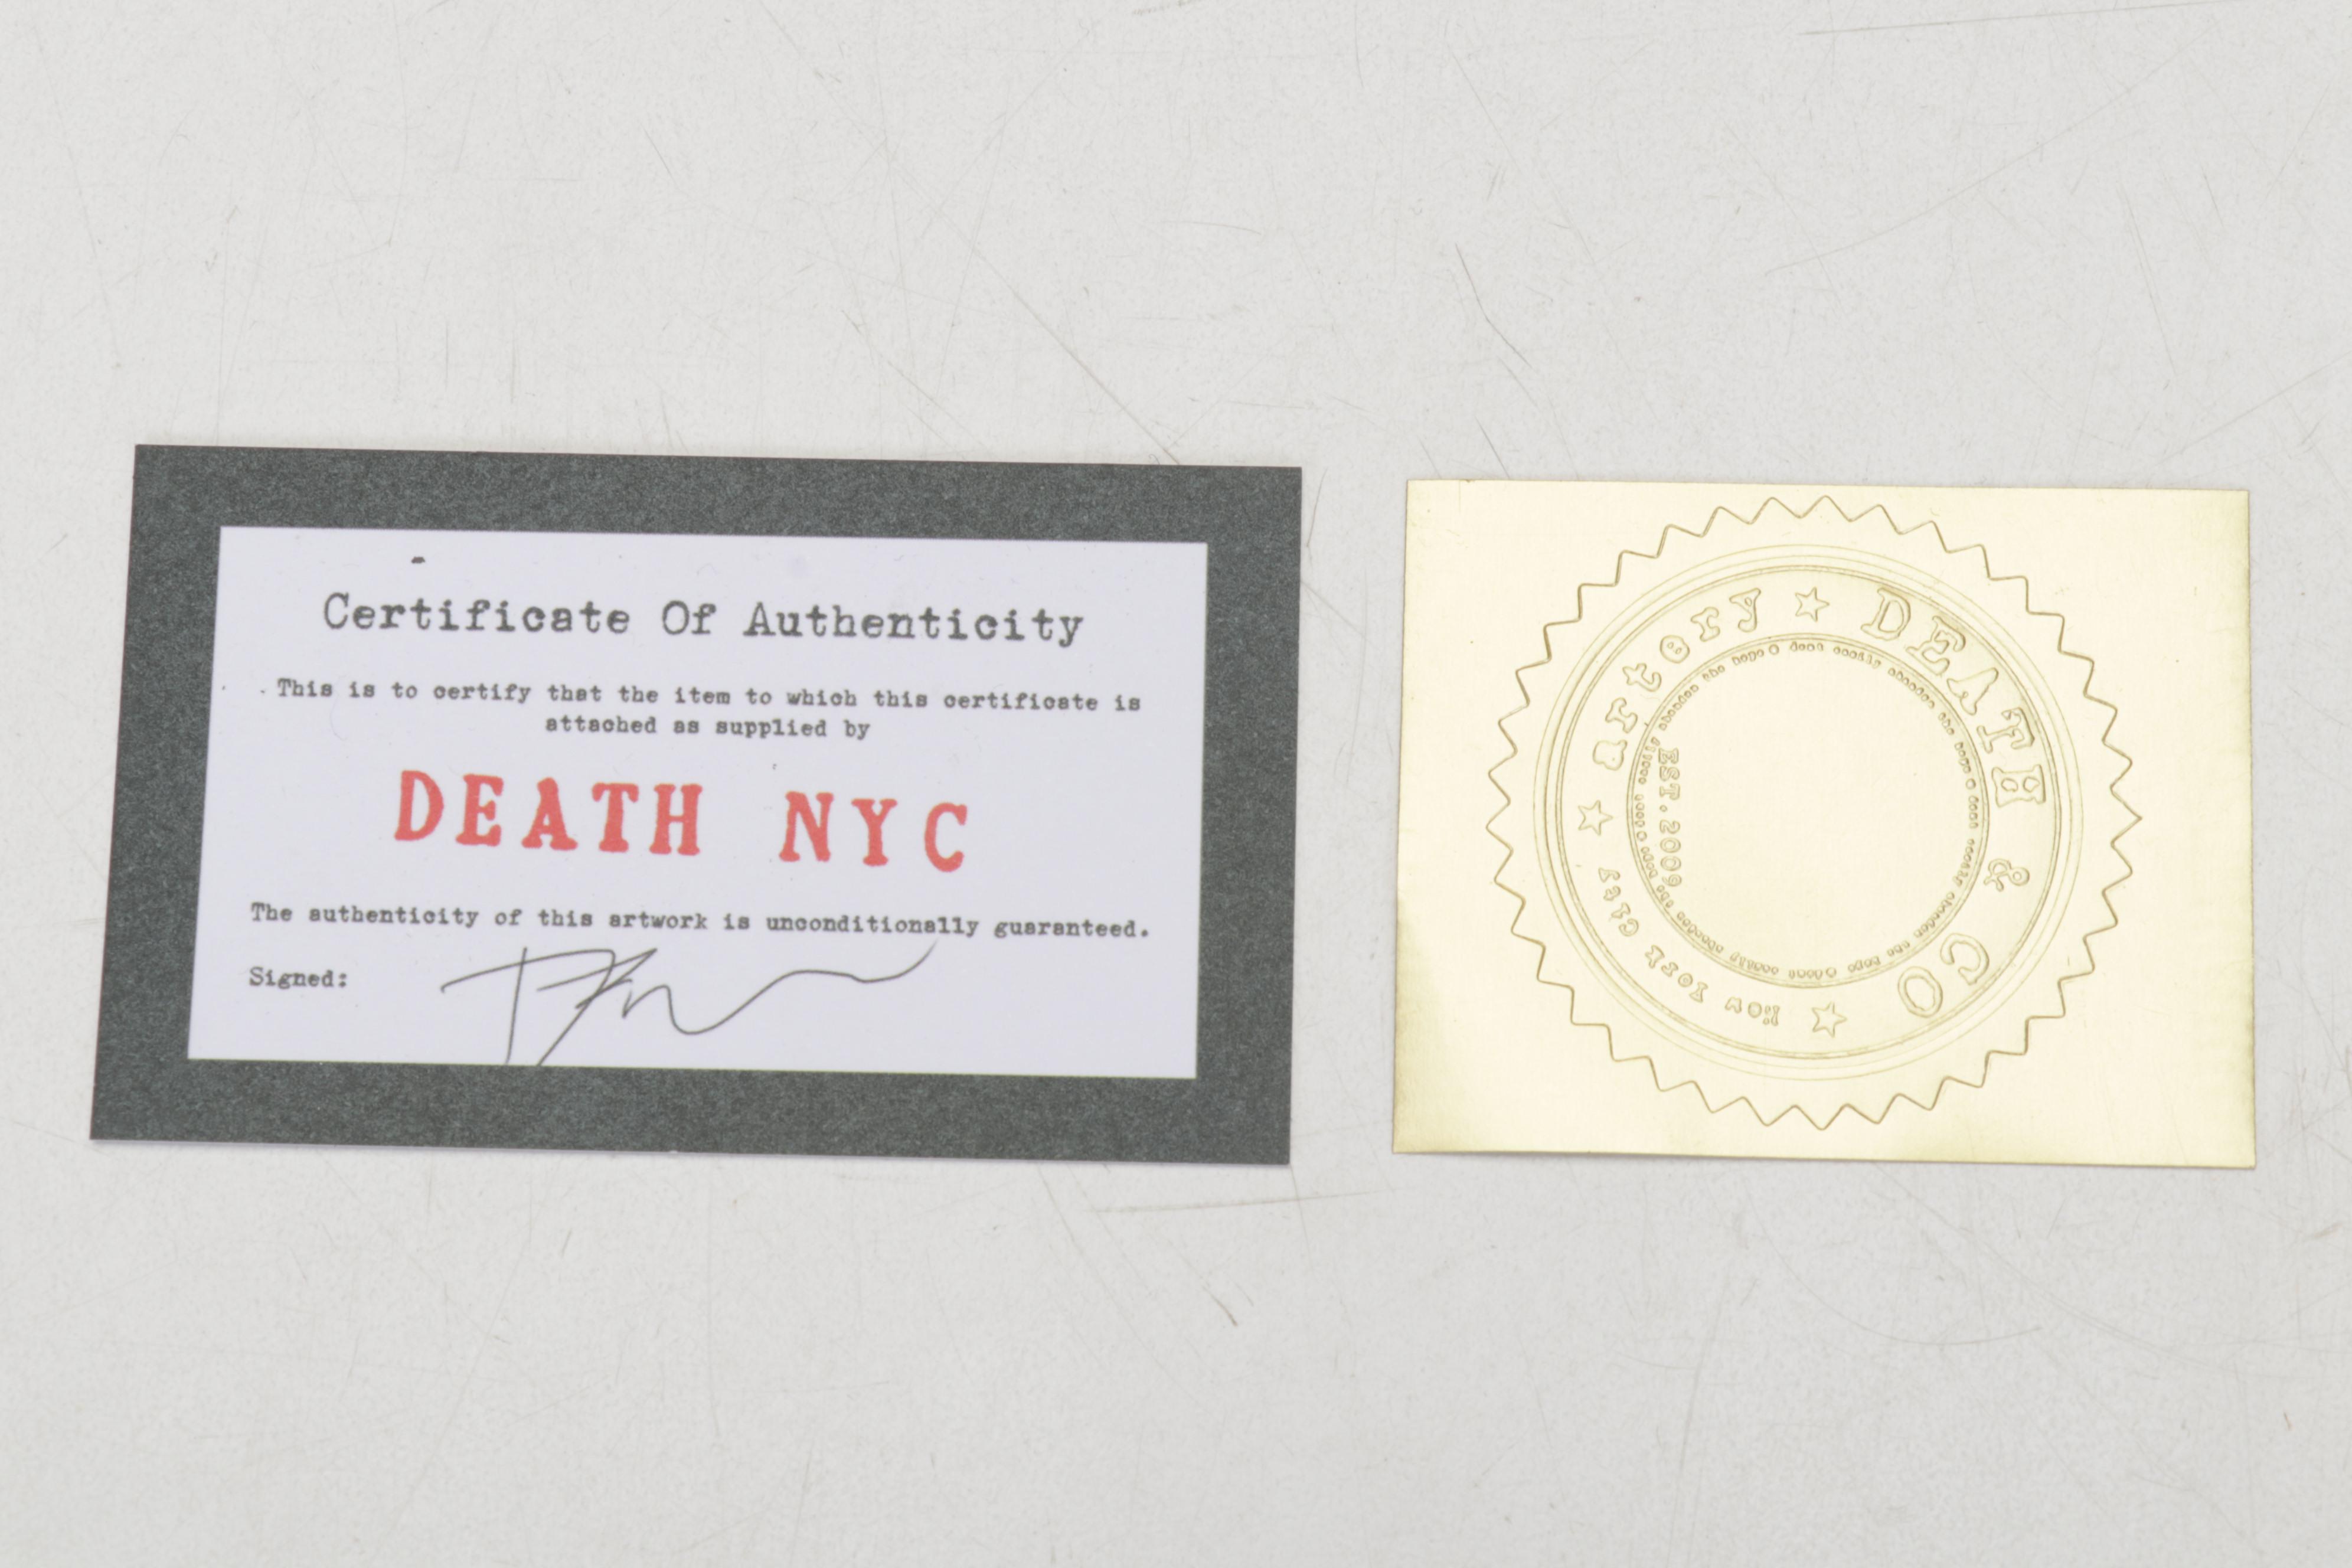 Certificate Of Authenticity
This is to certify that the item to which this certificate is
attached as supplied by
DEATH NYC
The authenticity of this artwork is unconditionally guaranteed.
Signed:
artery ☆ DEATH & CO ☆ New York City ☆
EST. 2009